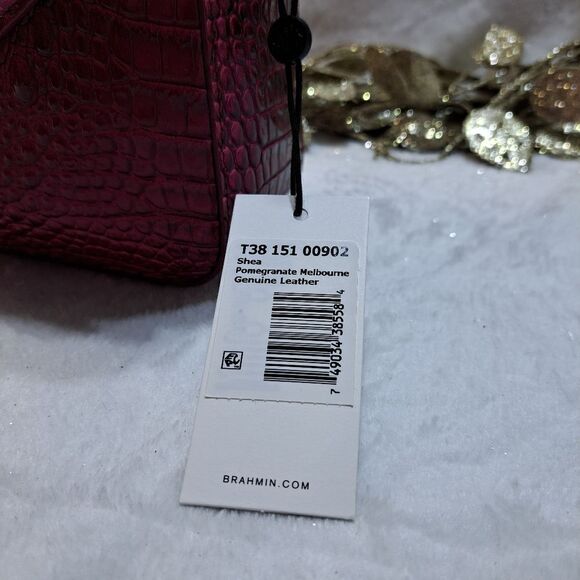 T38 151 00902
Shea
Pomegranate Melbourne
Genuine Leather
7 49034 38558 4
BRAHMIN.COM